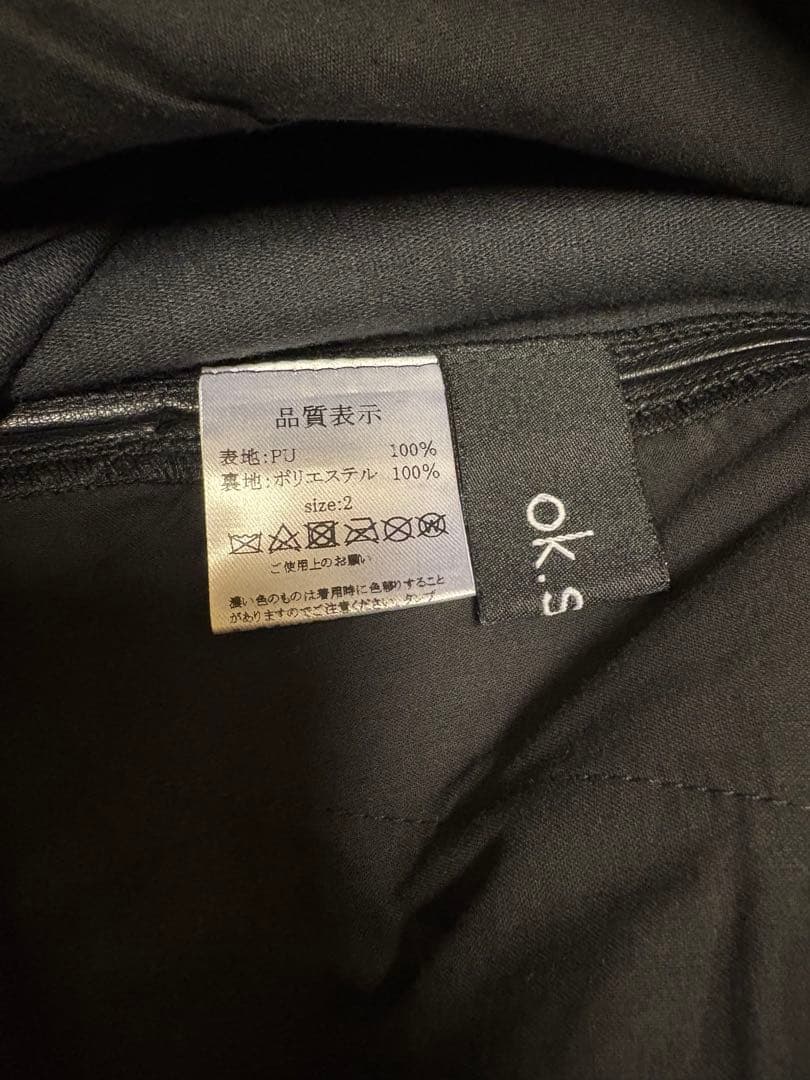 品質表示
表地:PU 100%
裏地:ポリエステル 100%
size:2
ご使用上のお願い
濃い色のものは着用時に色移りすること
がありますのでご注意ください。タンブ
ok.s